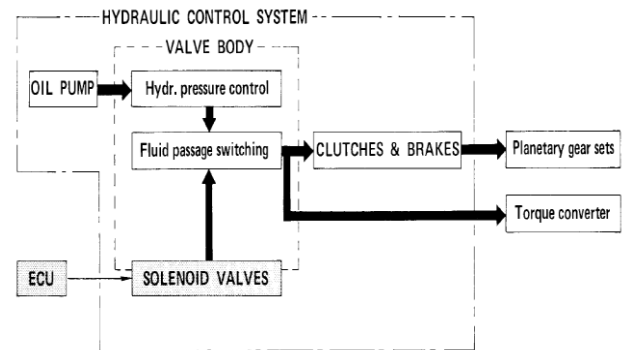 HYDRAULIC CONTROL SYSTEM
VALVE BODY
OIL PUMP
Hydr. pressure control
Fluid passage switching
CLUTCHES & BRAKES
Planetary gear sets
Torque converter
ECU
SOLENOID VALVES